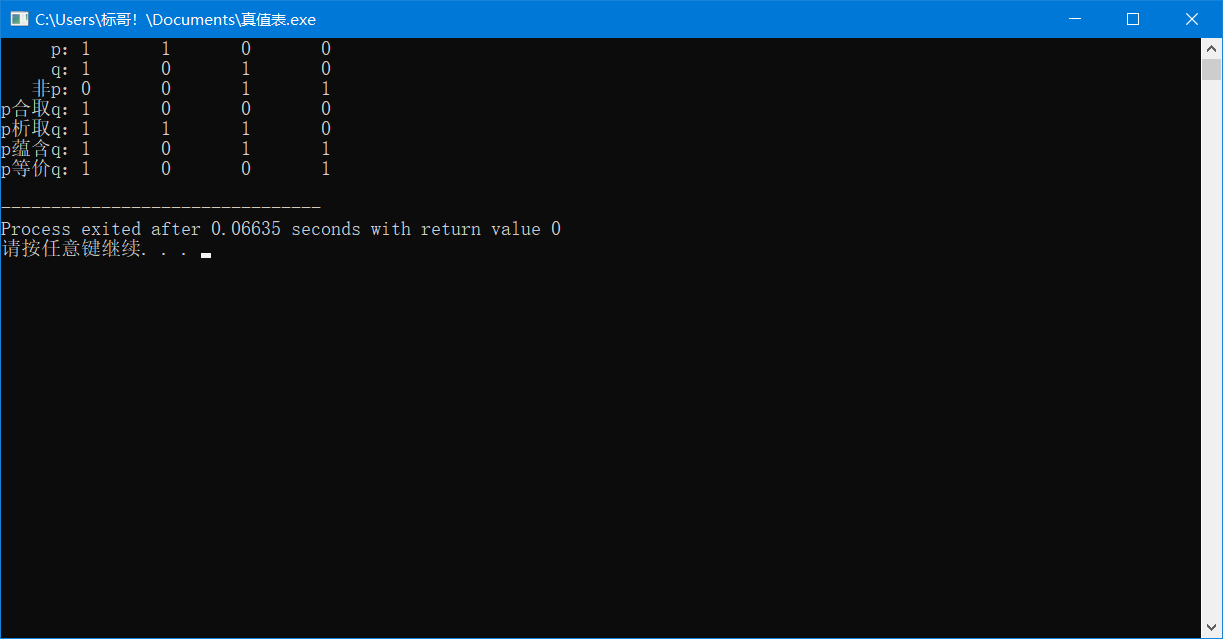 C:\Users\标哥！\Documents\真值表.exe
p：1 1 0 0
q：1 0 1 0
非p：0 0 1 1
p合取q：1 0 0 0
p析取q：1 1 1 0
p蕴含q：1 0 1 1
p等价q：1 0 0 1
--------------------------------
Process exited after 0.06635 seconds with return value 0
请按任意键继续. . .